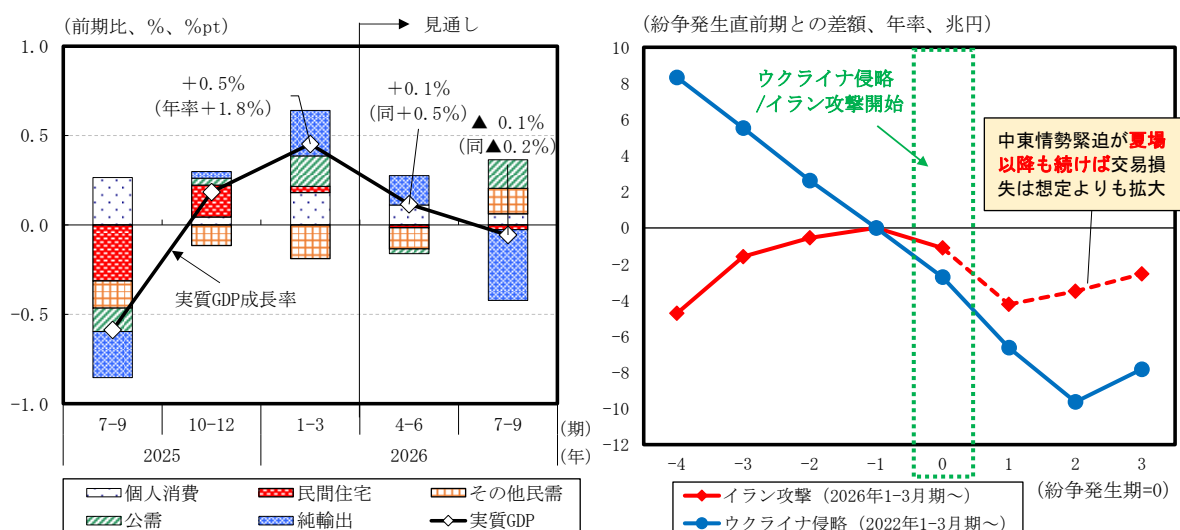 (前期比、%、%pt)
見通し
1.0
0.5
0.0
-0.5
-1.0
+0.5%
(年率+1.8%)
+0.1%
(同+0.5%)
▲ 0.1%
(同▲0.2%)
実質GDP成長率
7-9
10-12
1-3
4-6
7-9
(期)
2025
2026
(年)
個人消費
民間住宅
その他民需
公需
純輸出
実質GDP
(紛争発生直前期との差額、年率、兆円)
10
8
6
4
2
0
-2
-4
-6
-8
-10
-12
ウクライナ侵略
/イラン攻撃開始
中東情勢緊迫が夏場
以降も続けば交易損
失は想定よりも拡大
-4
-3
-2
-1
0
1
2
3
(紛争発生期=0)
イラン攻撃(2026年1-3月期~)
ウクライナ侵略(2022年1-3月期~)